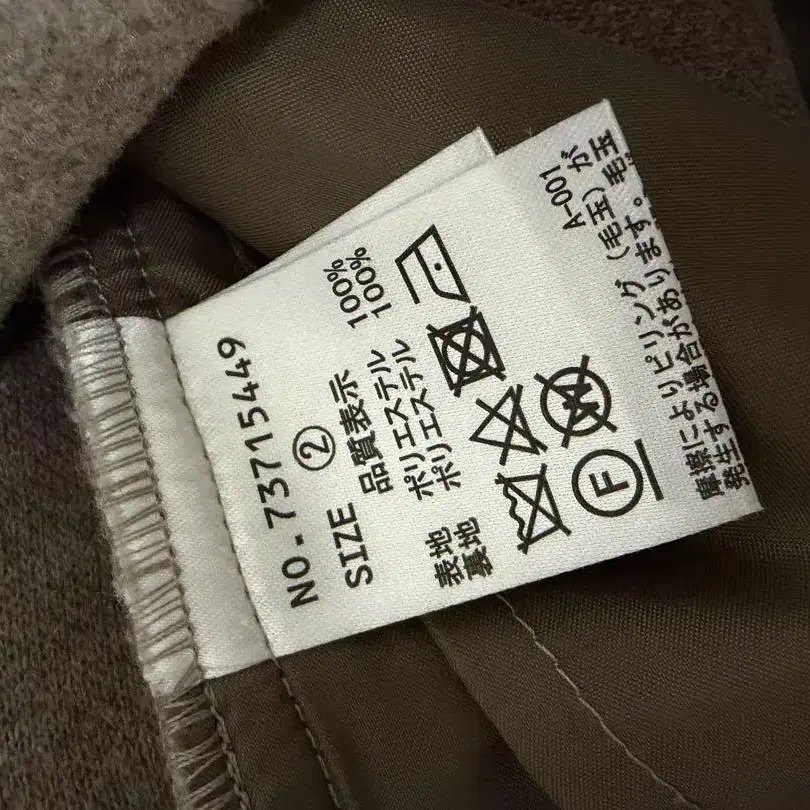 NO.73715449
SIZE ②
品質表示
表地 ポリエステル 100%
裏地 ポリエステル 100%
W
F
A-001
摩擦によりピリング(毛玉)が
発生する場合があります。毛玉